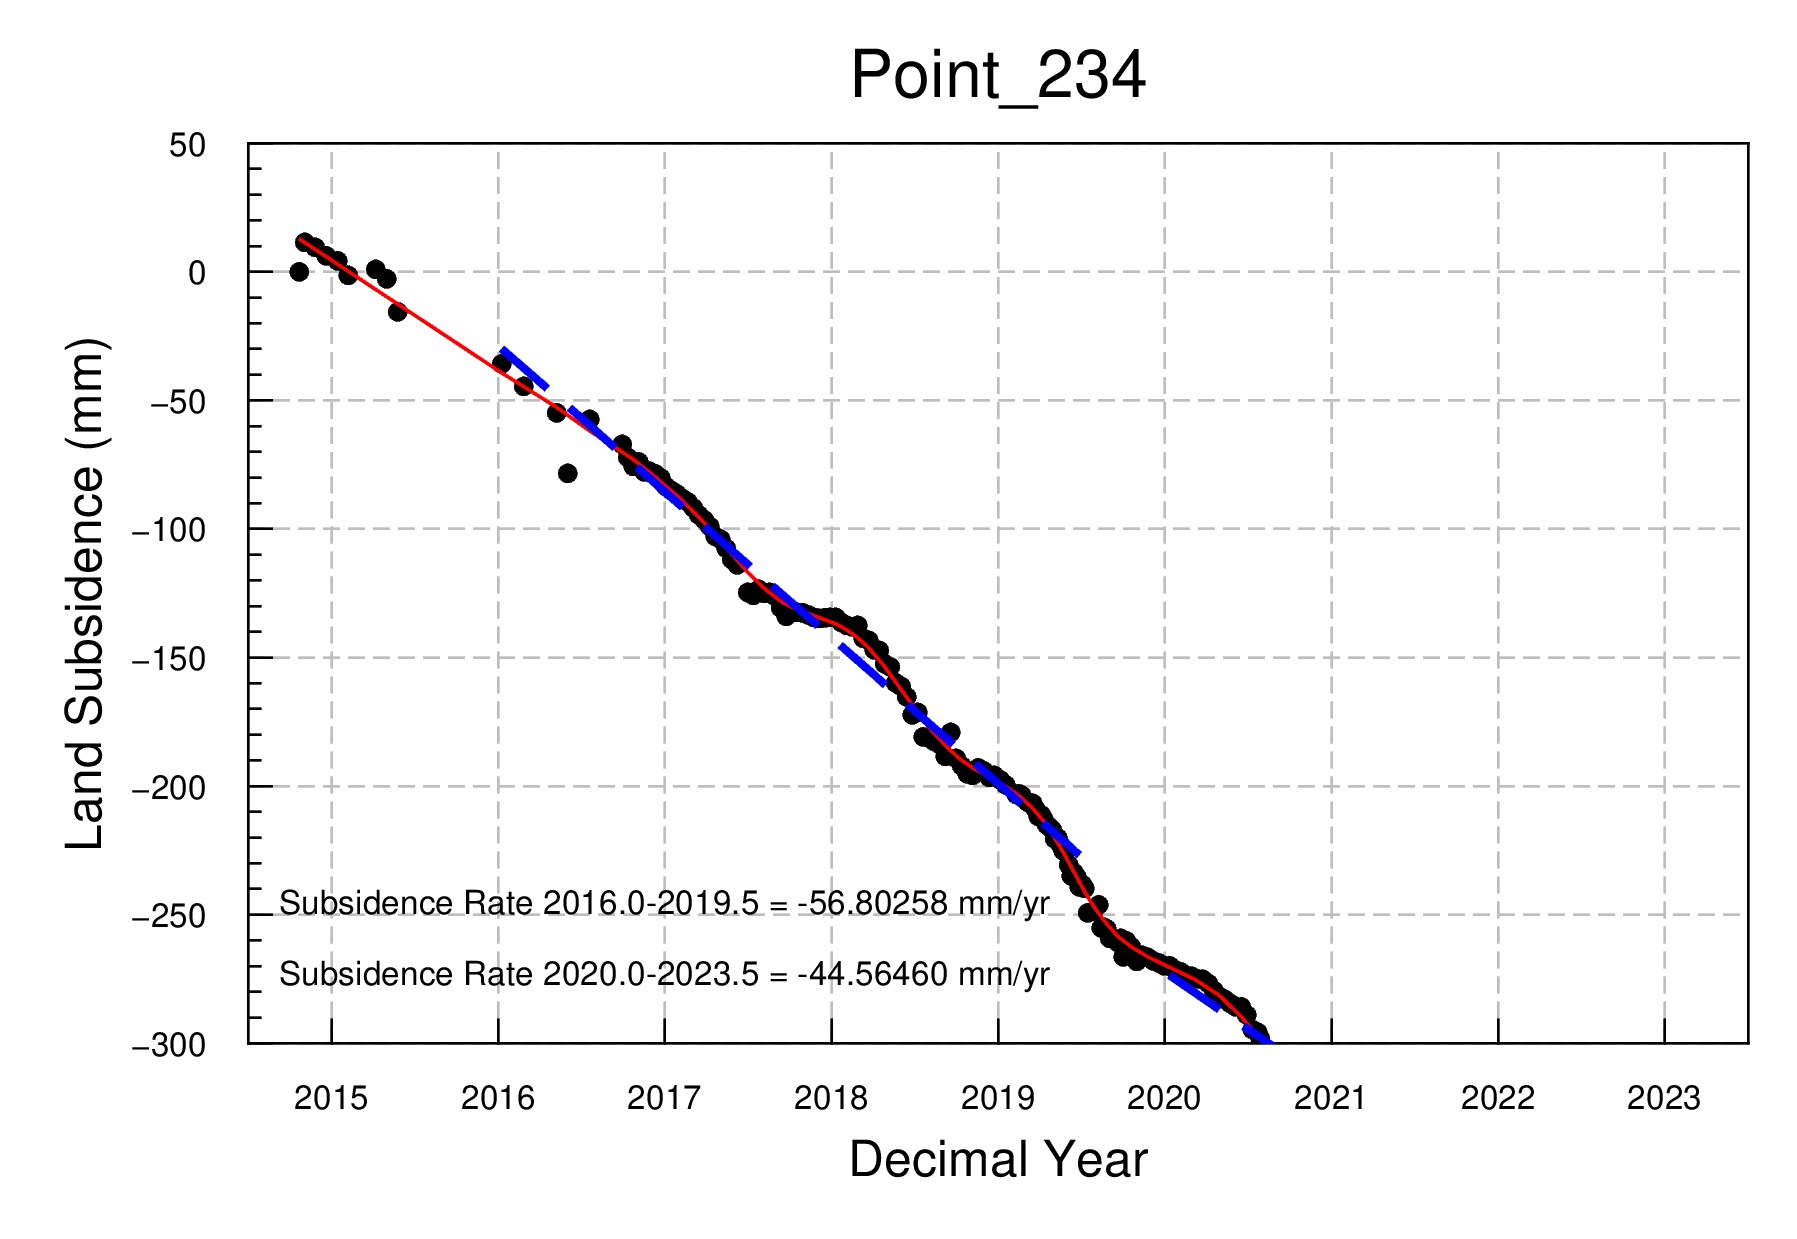 Point_234
50
0
−50
−100
−150
−200
−250
−300
Land Subsidence (mm)
Subsidence Rate 2016.0-2019.5 = -56.80258 mm/yr
Subsidence Rate 2020.0-2023.5 = -44.56460 mm/yr
2015 2016 2017 2018 2019 2020 2021 2022 2023
Decimal Year